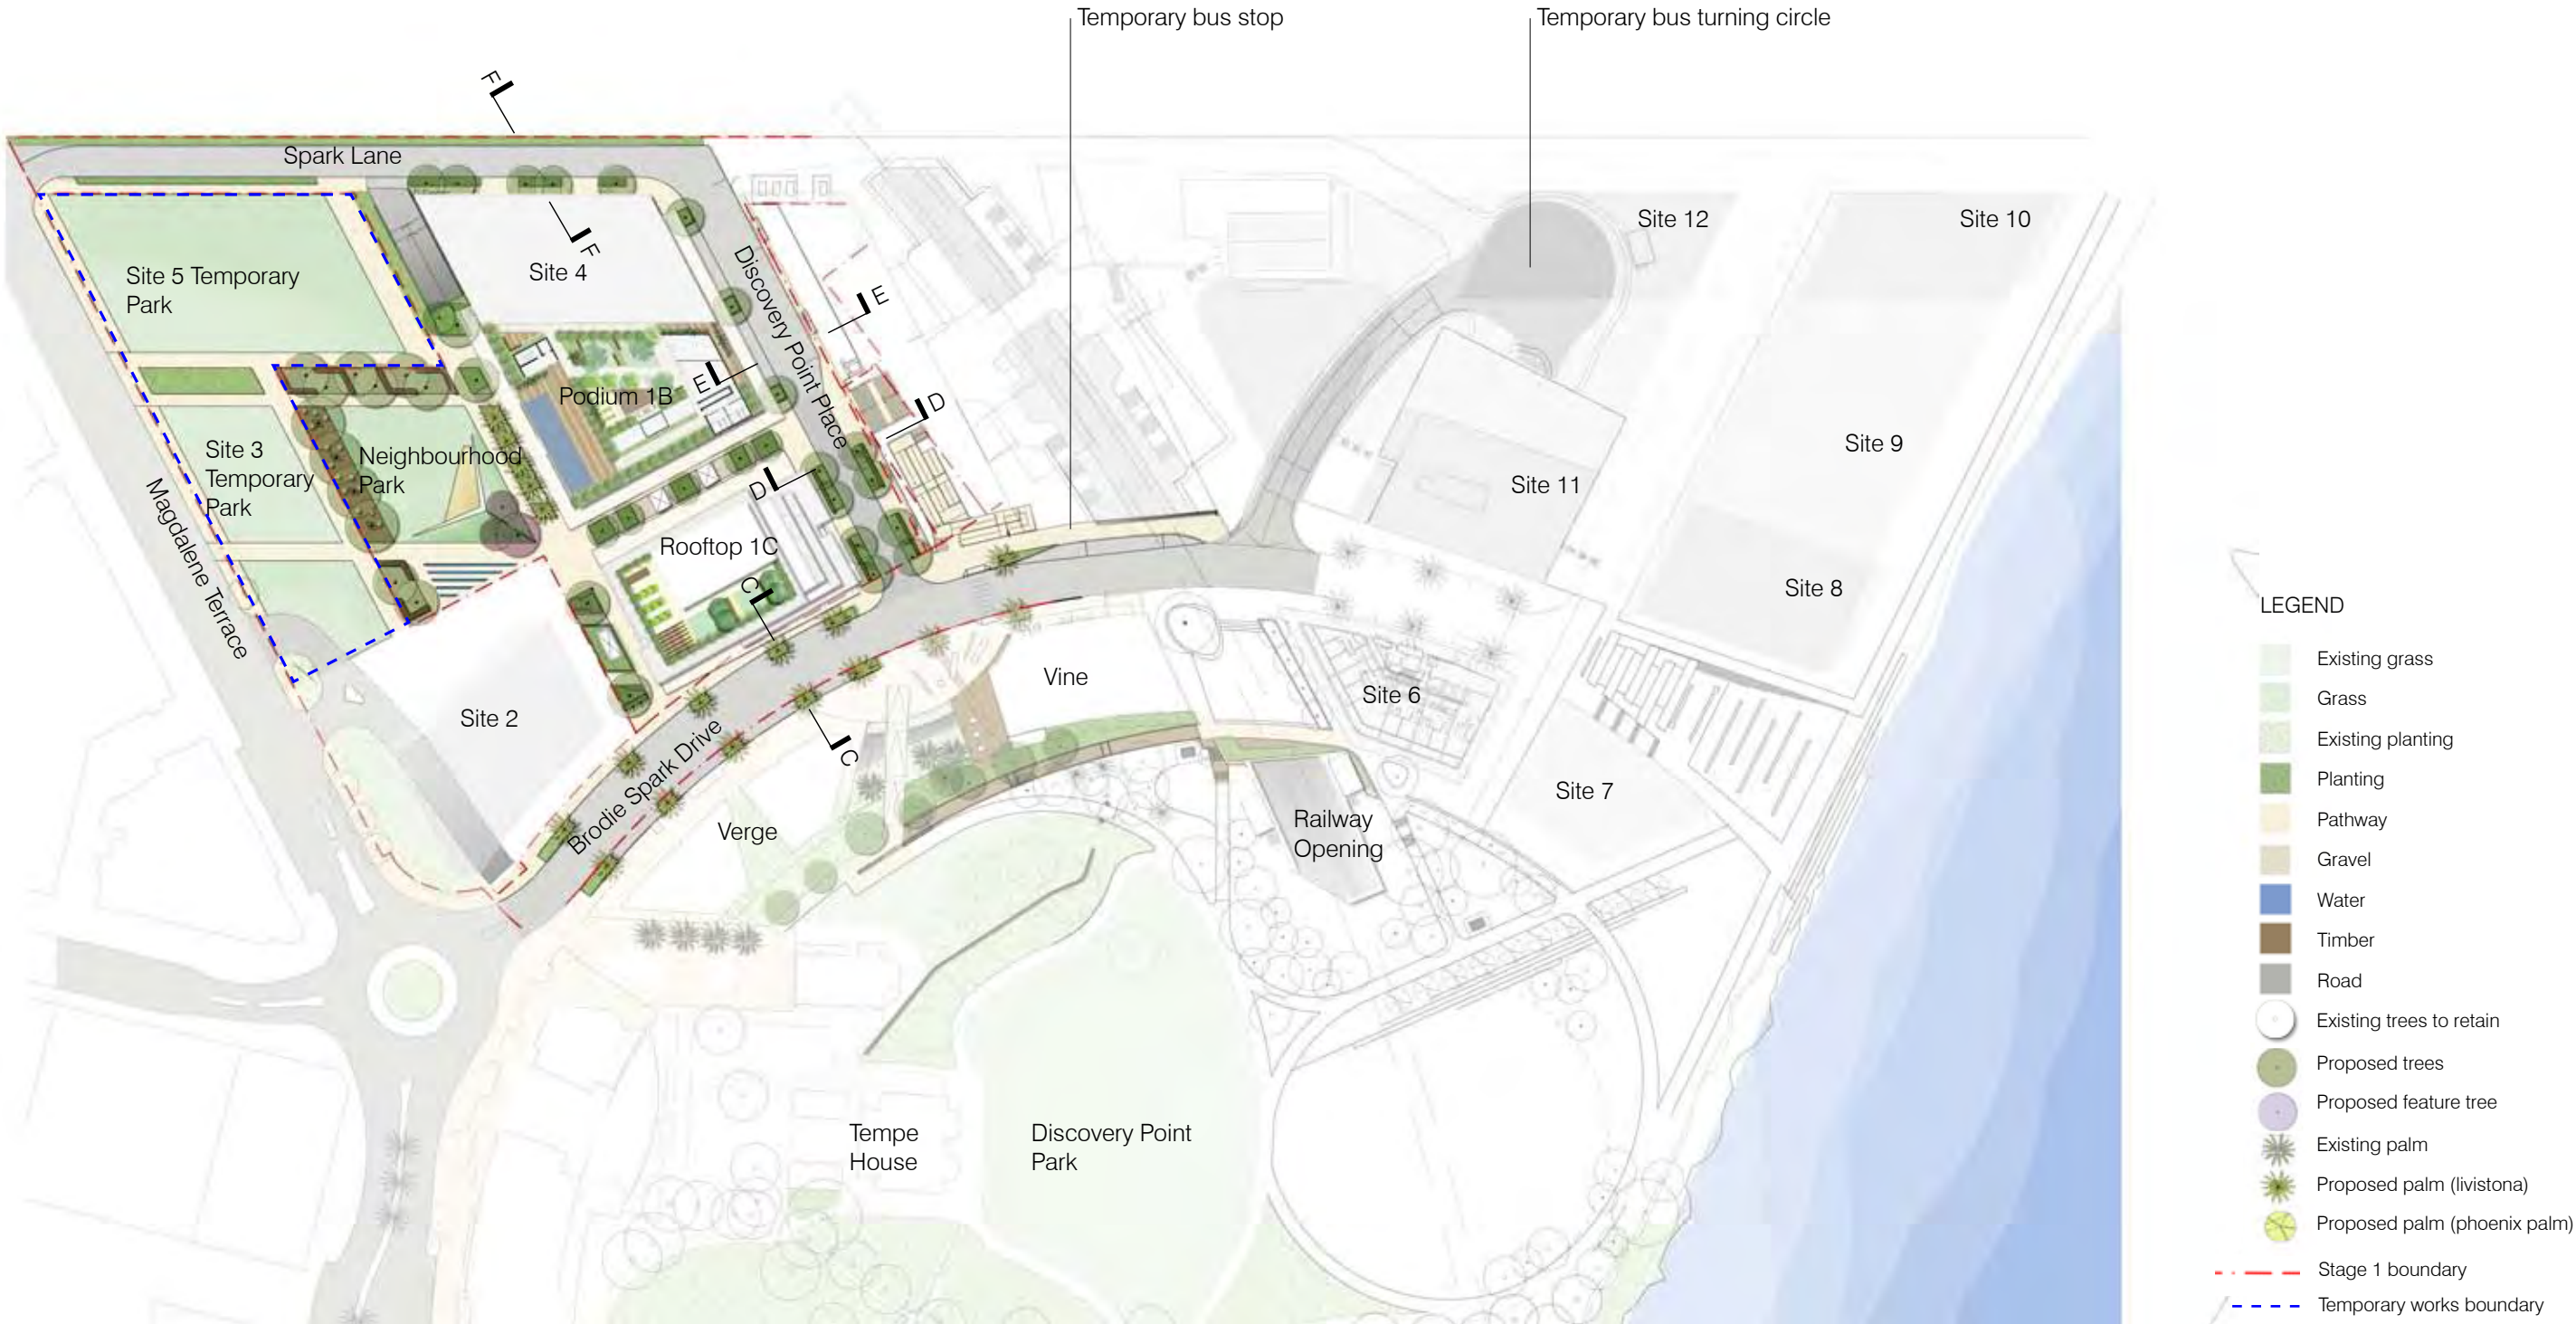 Temporary bus stop
Temporary bus turning circle
F
Spark Lane
F
Site 4
Site 5 Temporary
Park
Discovery Point Place
E
E
D
D
Site 12
Site 10
Podium 1B
Site 3
Temporary
Park
Neighbourhood
Park
Magdalene Terrace
Rooftop 1C
C
C
Site 9
Site 11
Site 8
Vine
Site 6
Site 2
Brodie Spark Drive
Verge
Site 7
Railway
Opening
Tempe
House
Discovery Point
Park
LEGEND
Existing grass
Grass
Existing planting
Planting
Pathway
Gravel
Water
Timber
Road
Existing trees to retain
Proposed trees
Proposed feature tree
Existing palm
Proposed palm (livistona)
Proposed palm (phoenix palm)
Stage 1 boundary
Temporary works boundary